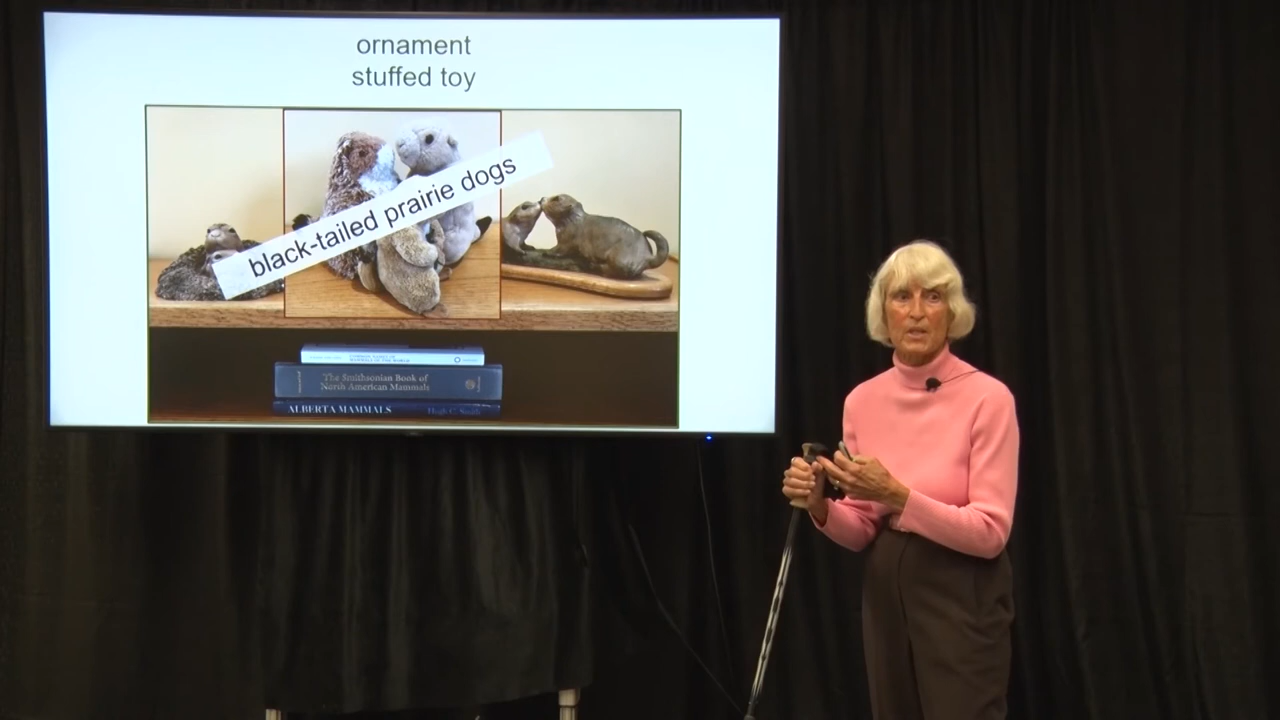 ornament
stuffed toy
black-tailed prairie dogs
The Smithsonian Book of
North American Mammals
ALBERTA MAMMALS
Hugh C. Smith